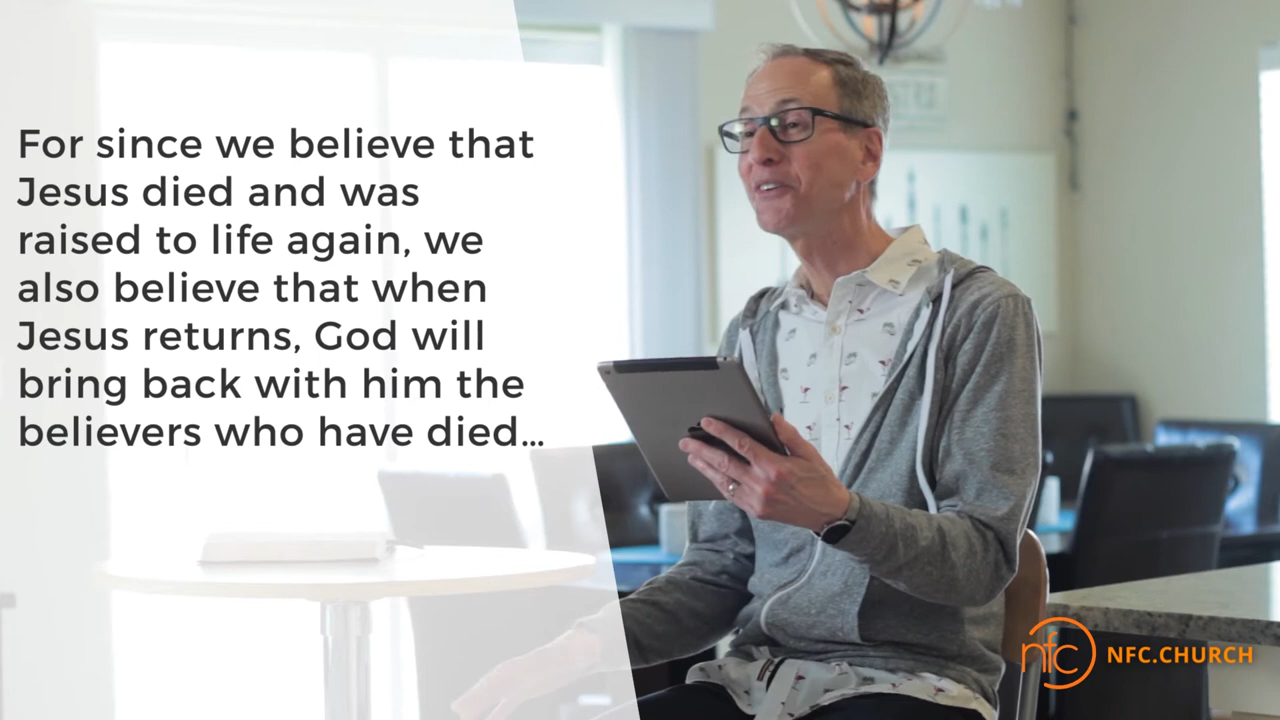 For since we believe that
Jesus died and was
raised to life again, we
also believe that when
Jesus returns, God will
bring back with him the
believers who have died…
nfc NFC.CHURCH